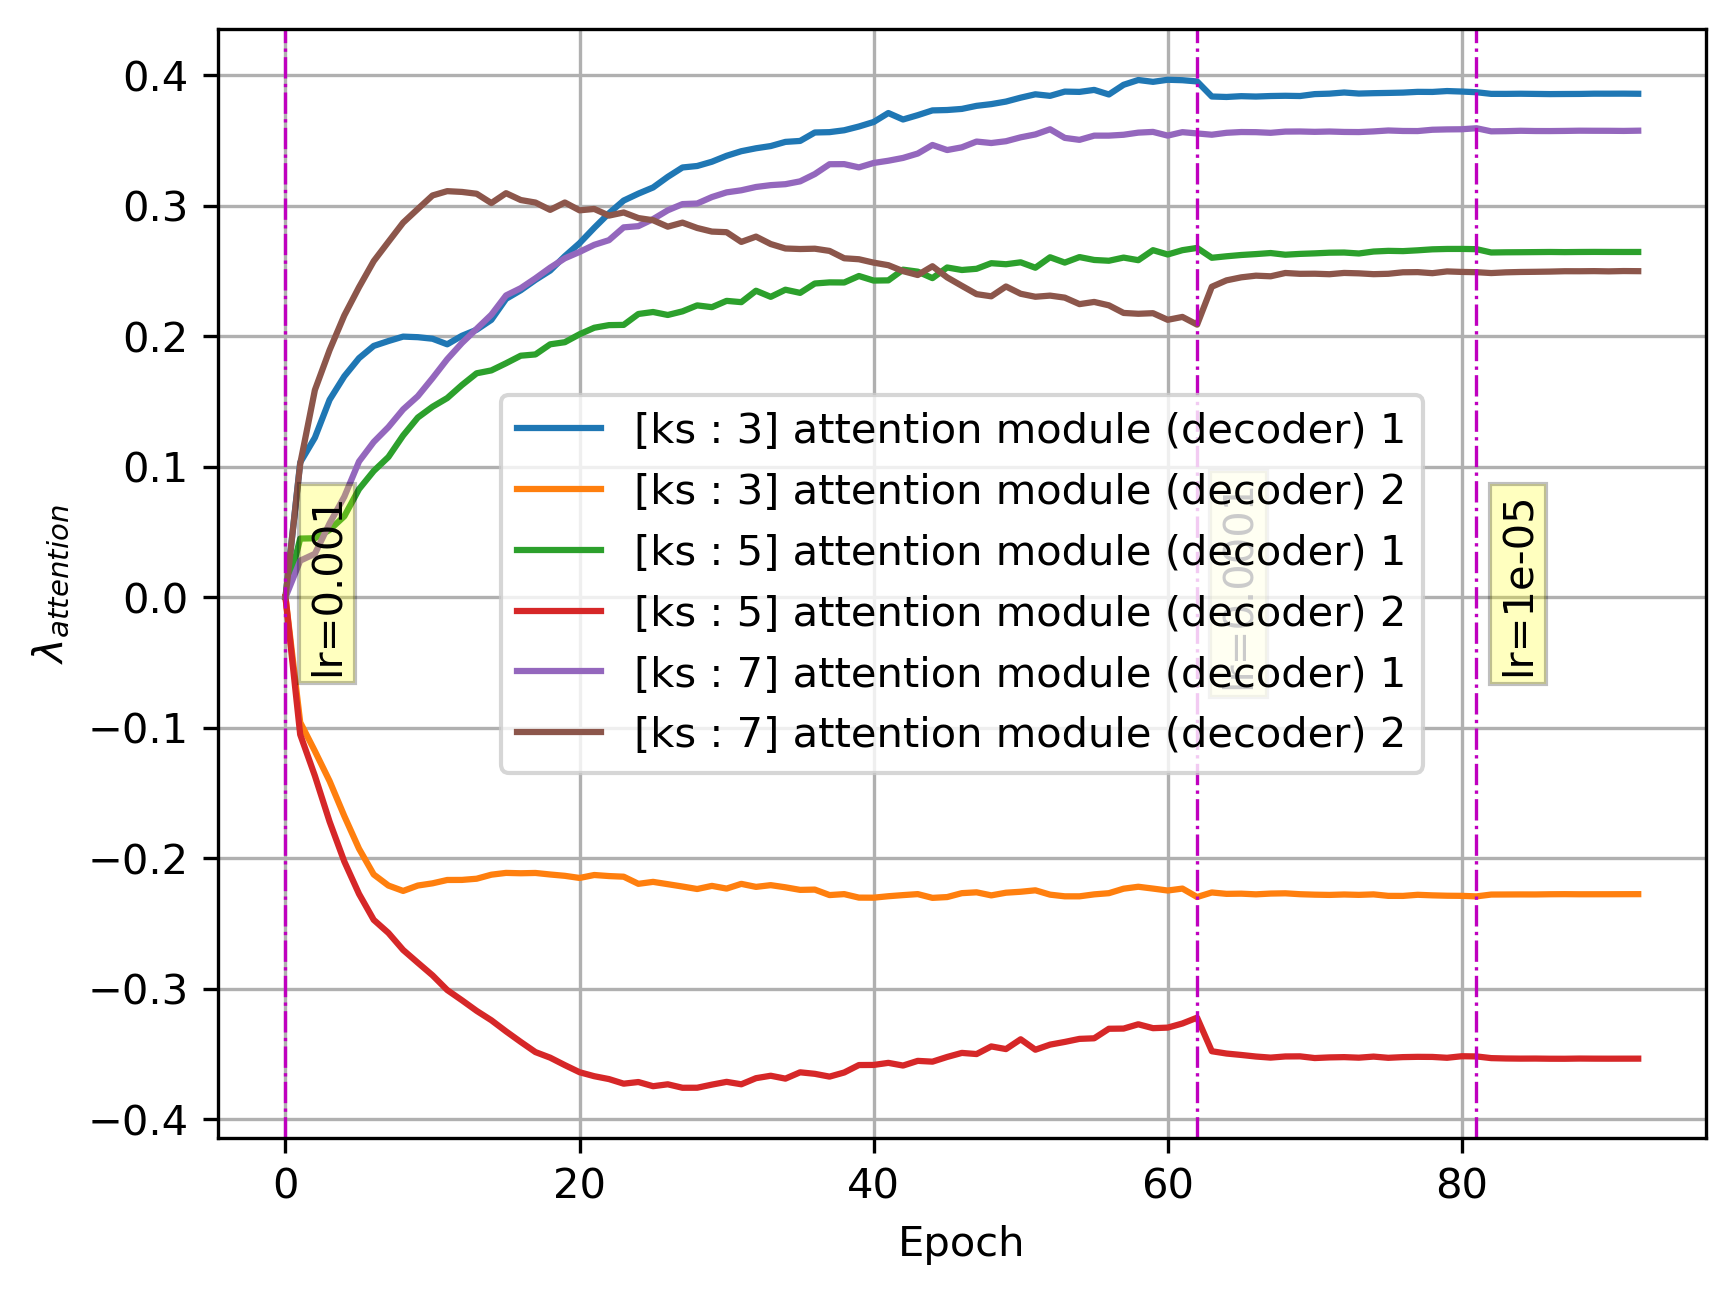 0.4
0.3
0.2
0.1
0.0
−0.1
−0.2
−0.3
−0.4
λattention
0
20
40
60
80
Epoch
lr=0.001
lr=0.0001
lr=1e-05
[ks : 3] attention module (decoder) 1
[ks : 3] attention module (decoder) 2
[ks : 5] attention module (decoder) 1
[ks : 5] attention module (decoder) 2
[ks : 7] attention module (decoder) 1
[ks : 7] attention module (decoder) 2